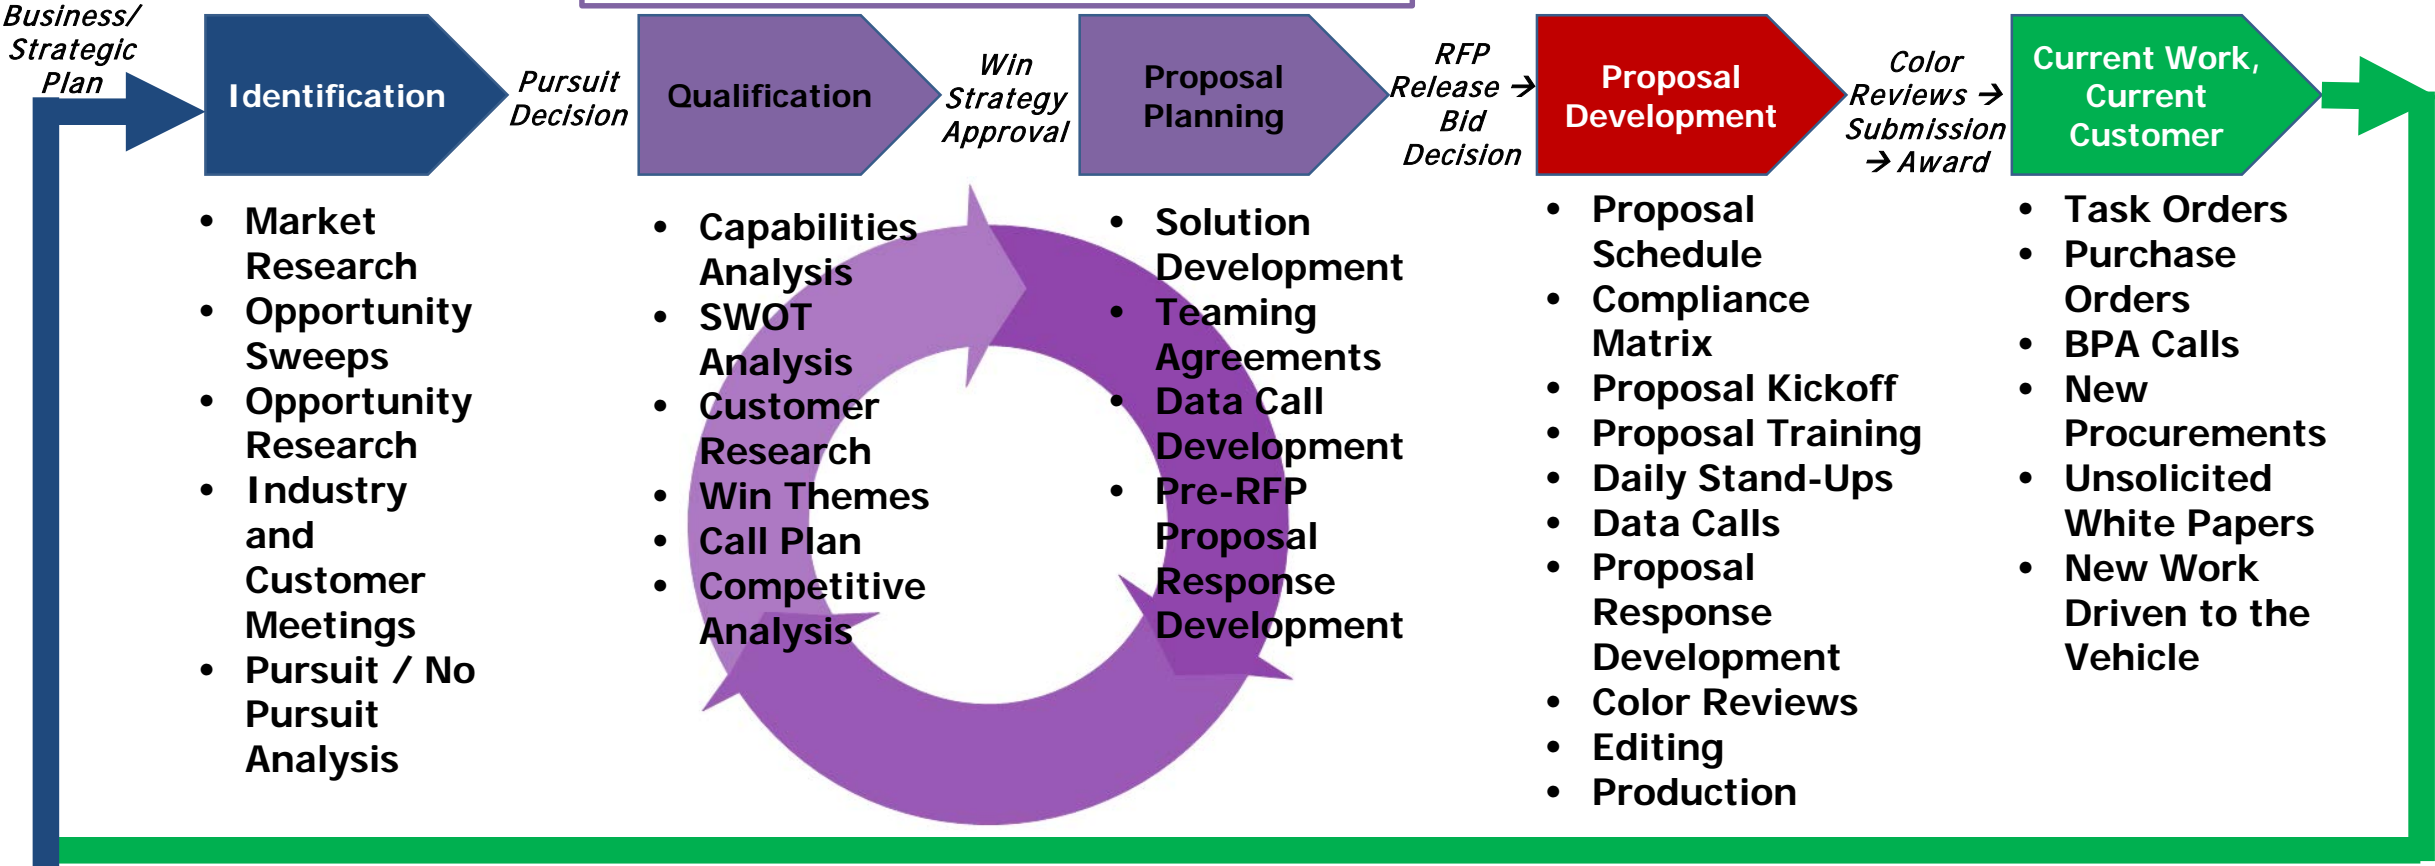 Business/
Strategic
Plan
Identification
Pursuit
Decision
Qualification
Win
Strategy
Approval
Proposal
Planning
RFP
Release →
Bid
Decision
Proposal
Development
Color
Reviews →
Submission
→ Award
Current Work,
Current
Customer
• Market
Research
• Opportunity
Sweeps
• Opportunity
Research
• Industry
and
Customer
Meetings
• Pursuit / No
Pursuit
Analysis
• Capabilities
Analysis
• SWOT
Analysis
• Customer
Research
• Win Themes
• Call Plan
• Competitive
Analysis
• Solution
Development
• Teaming
Agreements
• Data Call
Development
• Pre-RFP
Proposal
Response
Development
• Proposal
Schedule
• Compliance
Matrix
• Proposal Kickoff
• Proposal Training
• Daily Stand-Ups
• Data Calls
• Proposal
Response
Development
• Color Reviews
• Editing
• Production
• Task Orders
• Purchase
Orders
• BPA Calls
• New
Procurements
• Unsolicited
White Papers
• New Work
Driven to the
Vehicle